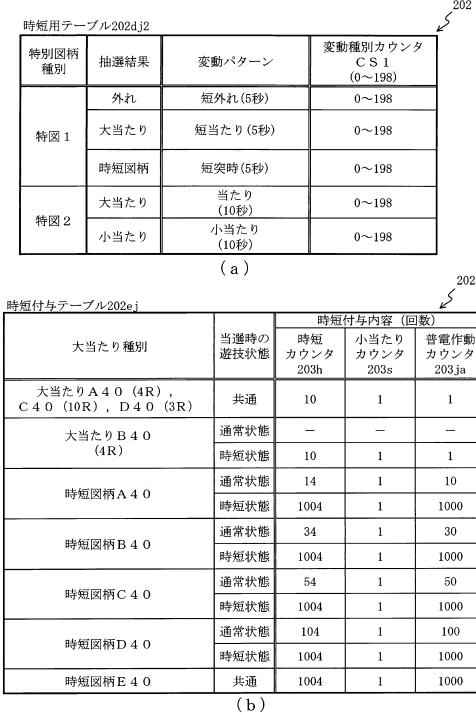 202
時短用テーブル202dj2
特別図柄 種別 抽選結果 変動パターン 変動種別カウンタ CS1 (0～198)
特図1 外れ 短外れ(5秒) 0～198
大当たり 短当たり(5秒) 0～198
時短図柄 短突時(5秒) 0～198
特図2 大当たり 当たり (10秒) 0～198
小当たり 小当たり (10秒) 0～198
(a)
202
時短付与テーブル202ej
大当たり種別 当選時の 遊技状態 時短付与内容(回数)
時短 カウンタ 203h 小当たり カウンタ 203s 普電作動 カウンタ 203ja
大当たりA40(4R), C40(10R), D40(3R) 共通 10 1 1
大当たりB40 (4R) 通常状態 － － －
時短状態 10 1 1
時短図柄A40 通常状態 14 1 10
時短状態 1004 1 1000
時短図柄B40 通常状態 34 1 30
時短状態 1004 1 1000
時短図柄C40 通常状態 54 1 50
時短状態 1004 1 1000
時短図柄D40 通常状態 104 1 100
時短状態 1004 1 1000
時短図柄E40 共通 1004 1 1000
(b)